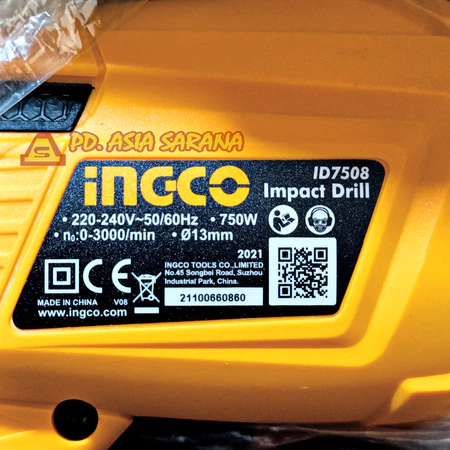 PD. ASIA SARANA
INGCO
ID7508
Impact Drill
• 220-240V~50/60Hz • 750W
• n₀:0-3000/min • Ø13mm
2021
INGCO TOOLS CO.,LIMITED
No.45 Songbei Road, Suzhou
Industrial Park, China.
CE
MADE IN CHINA V08
www.ingco.com
21100660860